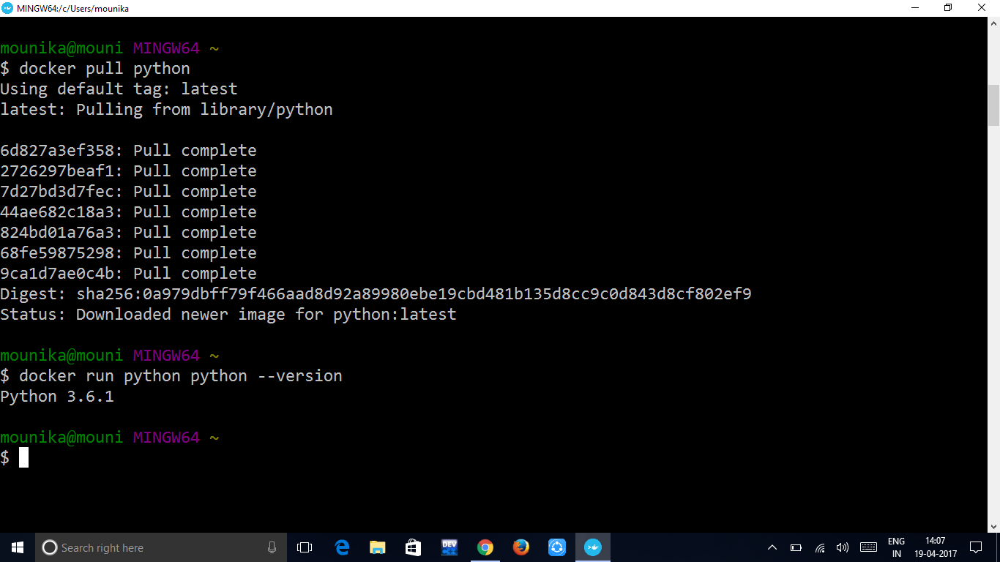 MINGW64:/c/Users/mounika
mounika@mouni MINGW64 ~
$ docker pull python
Using default tag: latest
latest: Pulling from library/python
6d827a3ef358: Pull complete
2726297beaf1: Pull complete
7d27bd3d7fec: Pull complete
44ae682c18a3: Pull complete
824bd01a76a3: Pull complete
68fe59875298: Pull complete
9ca1d7ae0c4b: Pull complete
Digest: sha256:0a979dbff79f466aad8d92a89980ebe19cbd481b135d8cc9c0d843d8cf802ef9
Status: Downloaded newer image for python:latest
mounika@mouni MINGW64 ~
$ docker run python python --version
Python 3.6.1
mounika@mouni MINGW64 ~
$
Search right here
DEV
ENG
IN
14:07
19-04-2017